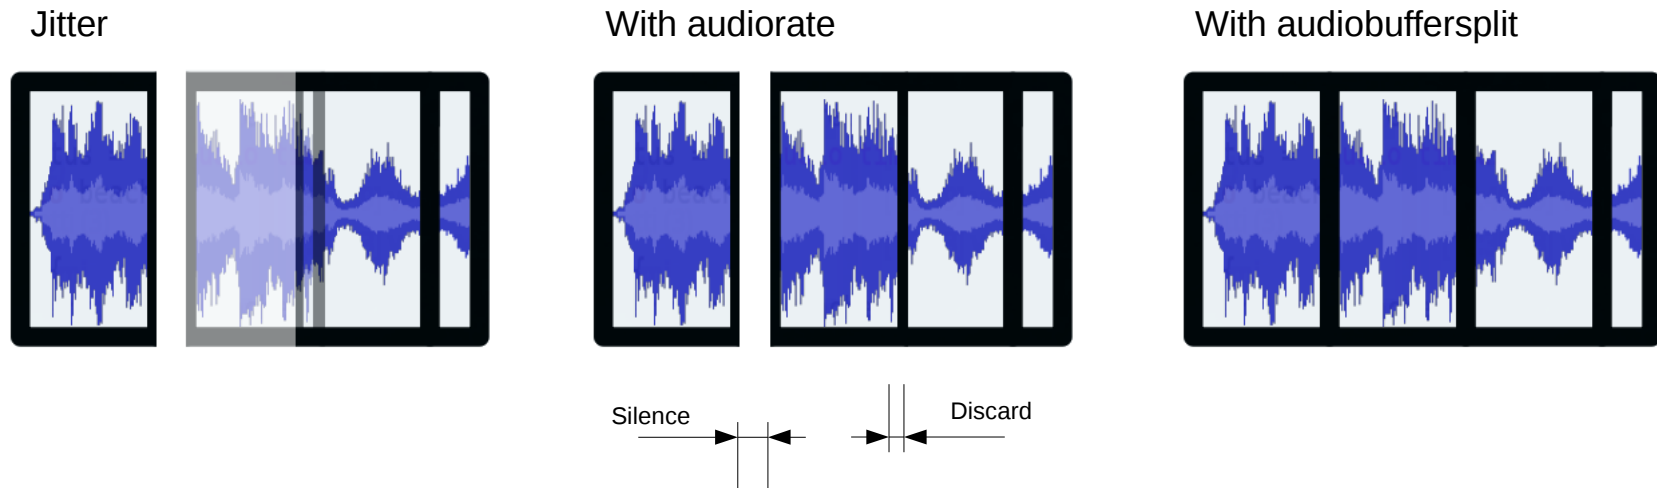 Jitter
With audiorate
With audiobuffersplit
Silence
Discard